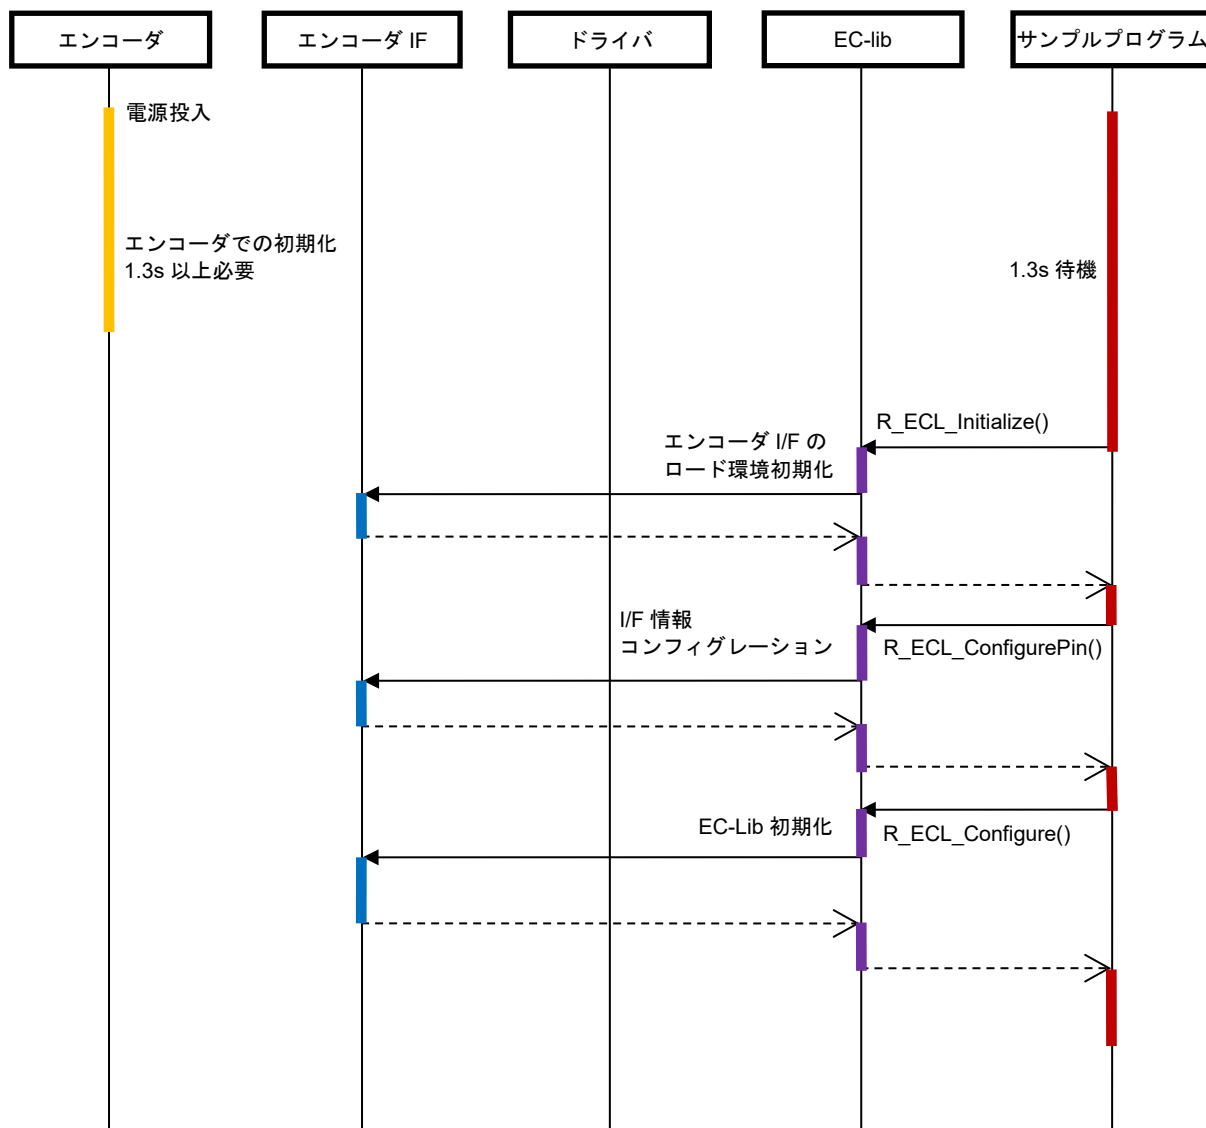 エンコーダ
エンコーダ IF
ドライバ
EC-lib
サンプルプログラム
電源投入
エンコーダでの初期化
1.3s 以上必要
1.3s 待機
R_ECL_Initialize()
エンコーダ I/F の
ロード環境初期化
I/F 情報
コンフィグレーション
R_ECL_ConfigurePin()
EC-Lib 初期化
R_ECL_Configure()